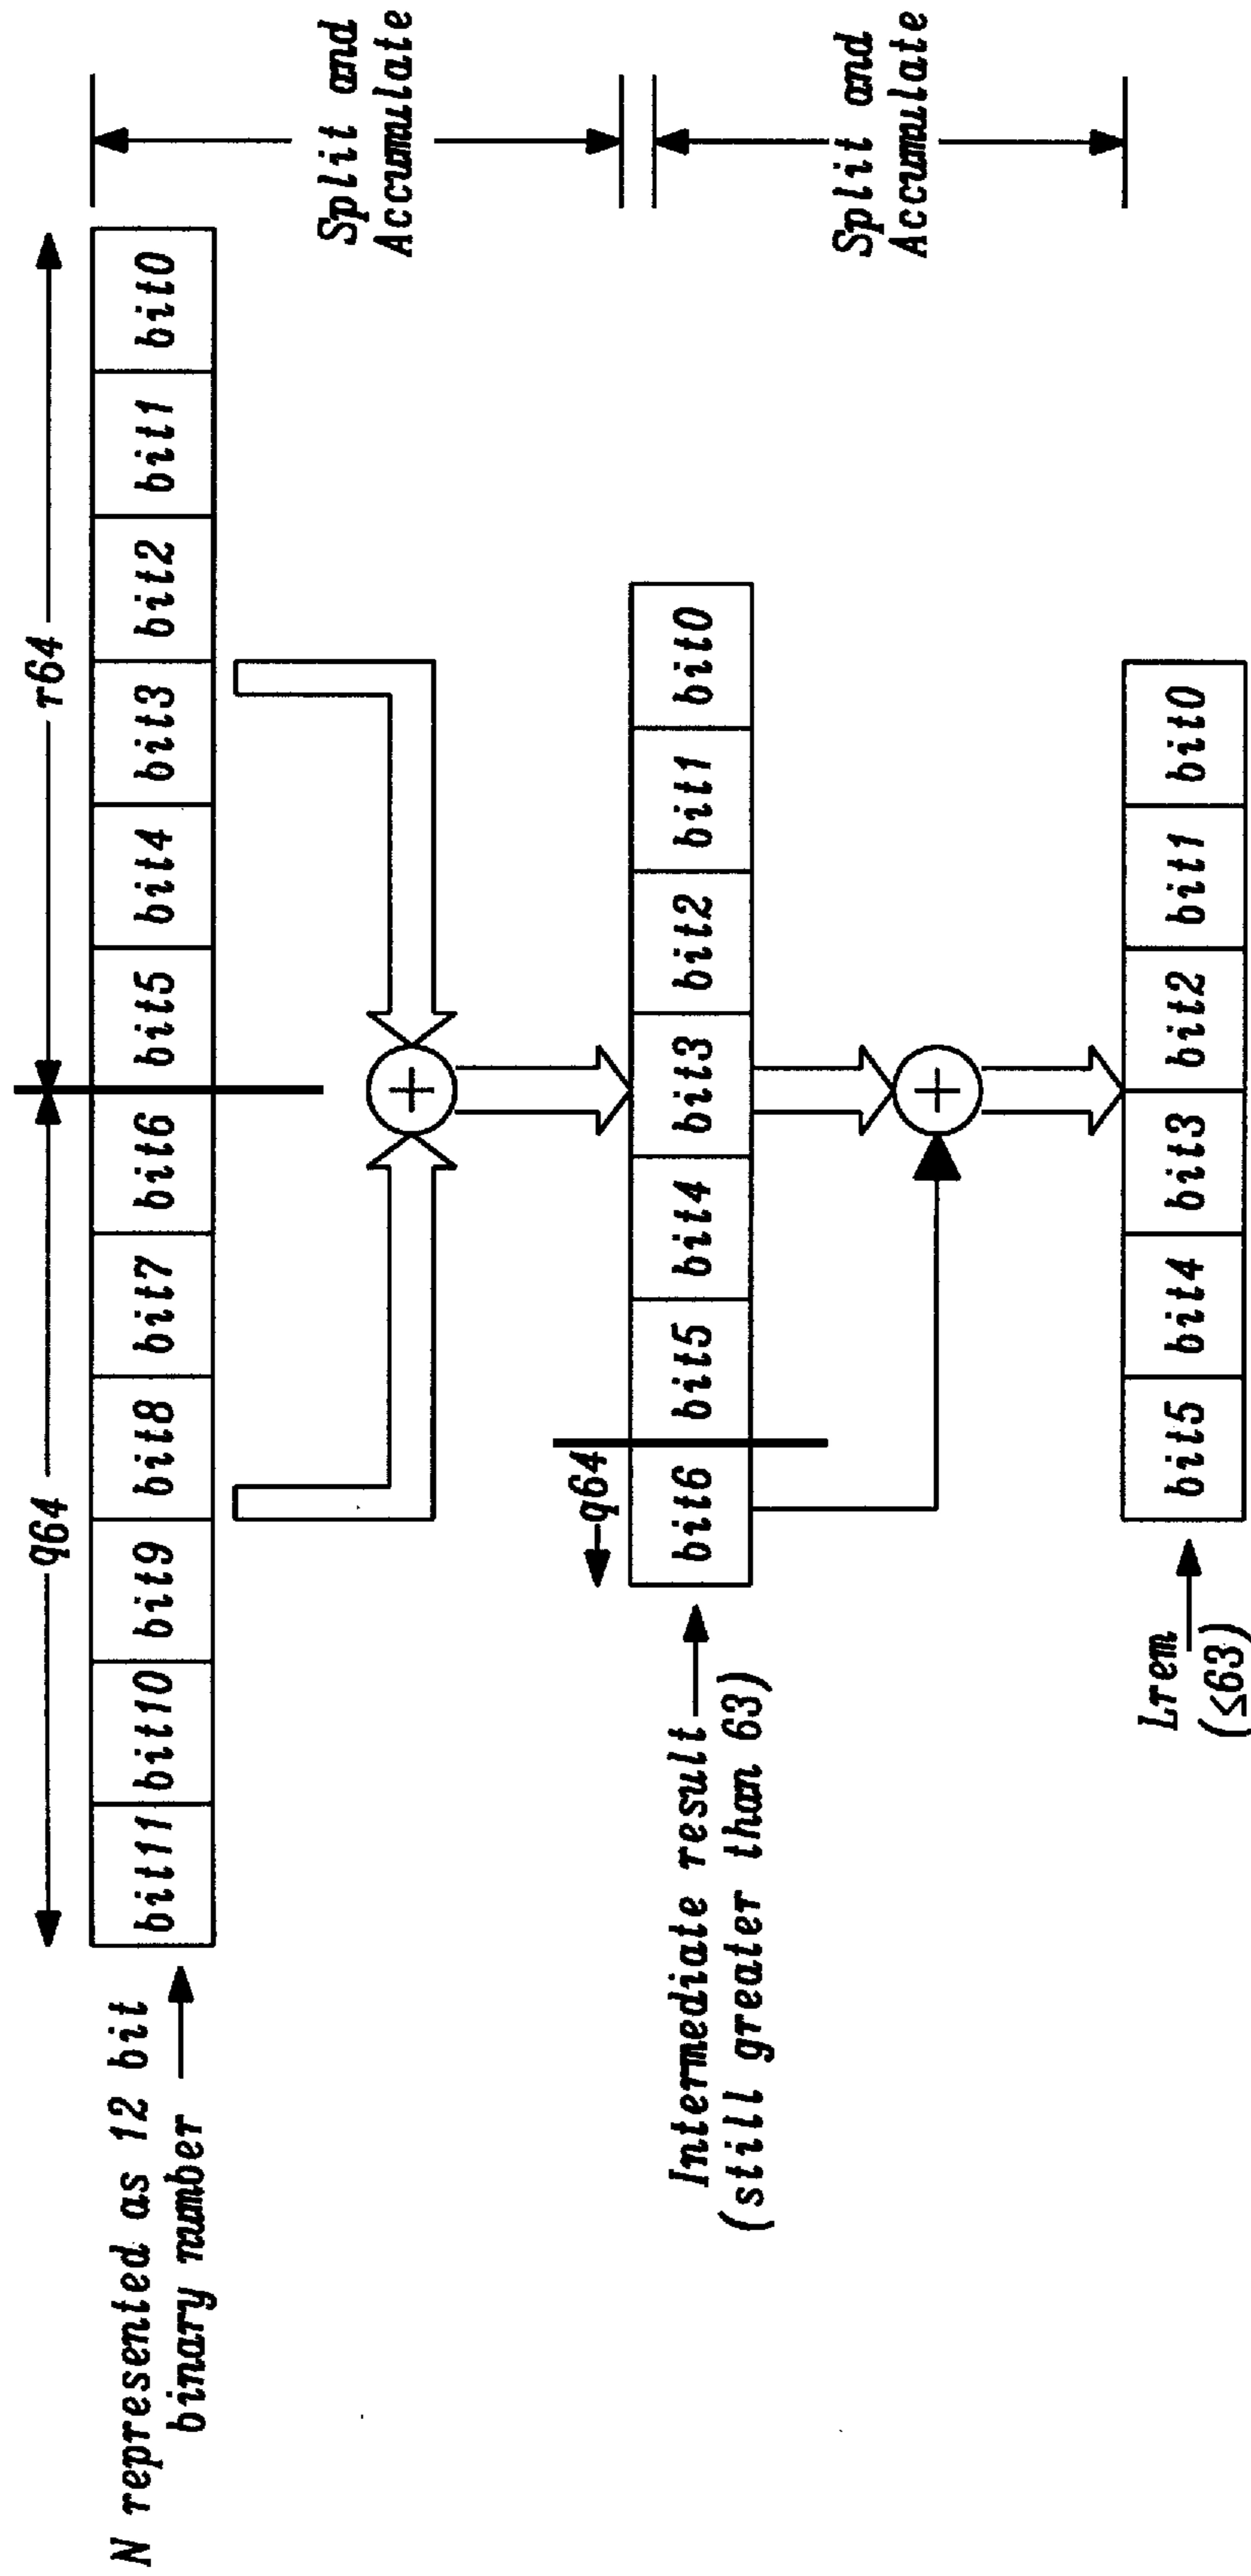 q64
r64
N represented as 12 bit
binary number
bit11
bit10
bit9
bit8
bit7
bit6
bit5
bit4
bit3
bit2
bit1
bit0
Split and
Accumulate
q64
Intermediate result
(still greater than 63)
bit6
bit5
bit4
bit3
bit2
bit1
bit0
Split and
Accumulate
Lrem
(≤63)
bit5
bit4
bit3
bit2
bit1
bit0